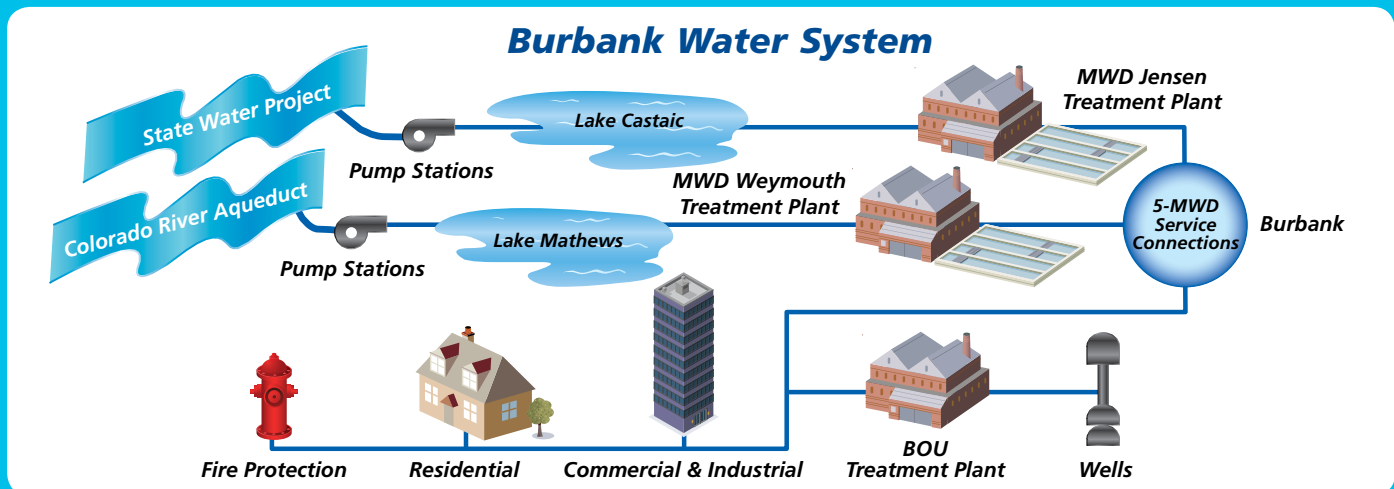 Burbank Water System
State Water Project
Pump Stations
Lake Castaic
MWD Jensen
Treatment Plant
Colorado River Aqueduct
Pump Stations
Lake Mathews
MWD Weymouth
Treatment Plant
5-MWD
Service
Connections
Burbank
Fire Protection
Residential
Commercial & Industrial
BOU
Treatment Plant
Wells